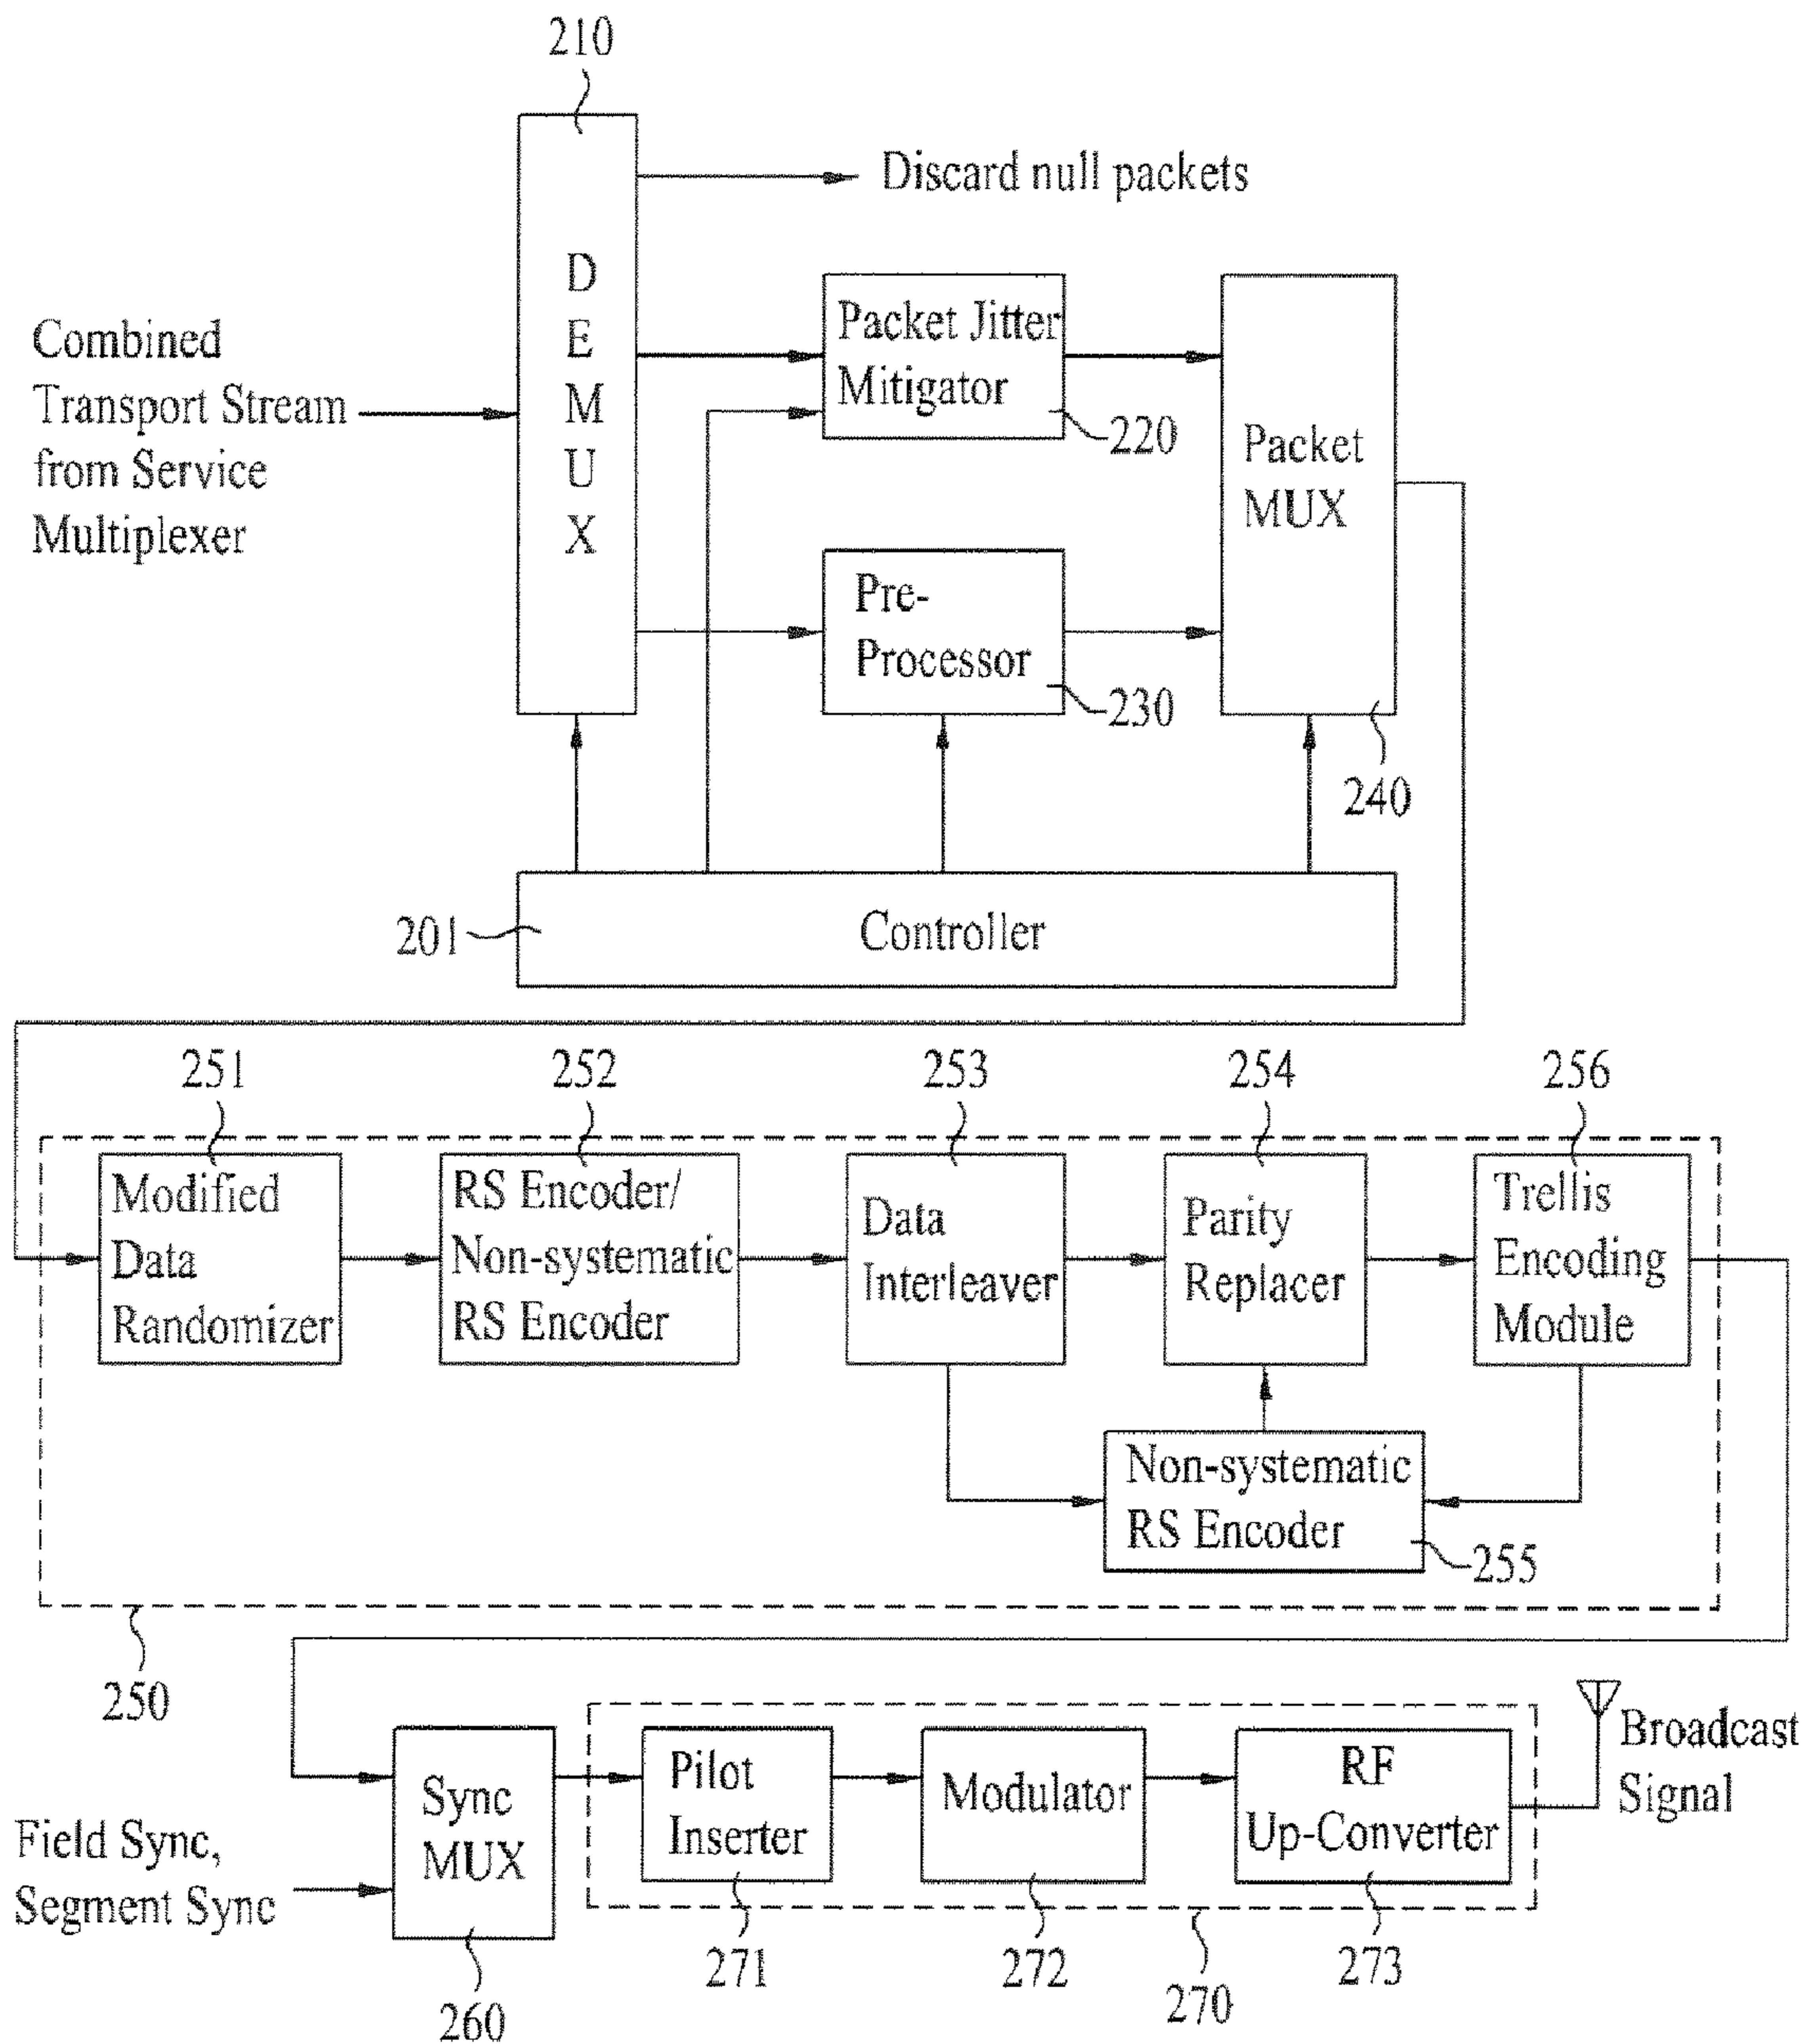 210
Discard null packets
D
E
M
U
X
Combined
Transport Stream
from Service
Multiplexer
Packet Jitter
Mitigator
220
Packet
MUX
Pre-
Processor
230
240
201
Controller
251
252
253
254
256
Modified
Data
Randomizer
RS Encoder/
Non-systematic
RS Encoder
Data
Interleaver
Parity
Replacer
Trellis
Encoding
Module
Non-systematic
RS Encoder
255
250
Field Sync,
Segment Sync
Sync
MUX
260
Pilot
Inserter
271
Modulator
272
RF
Up-Converter
273
270
Broadcast
Signal